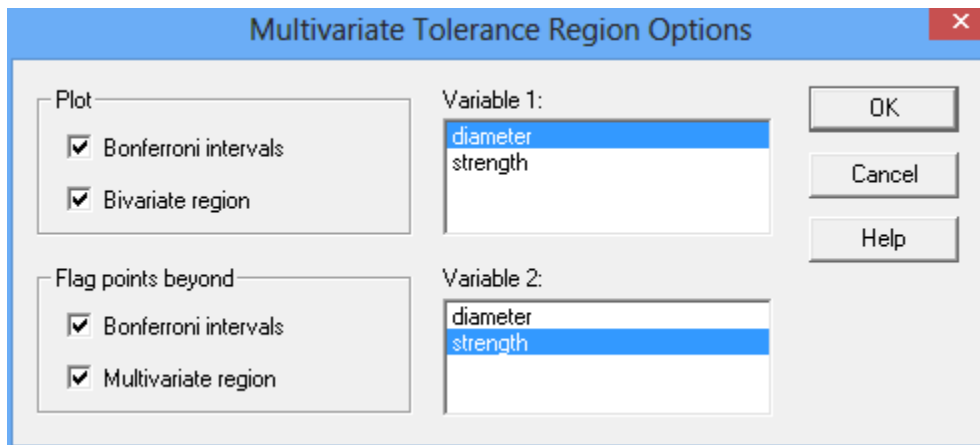 Multivariate Tolerance Region Options
Plot
Bonferroni intervals
Bivariate region
Flag points beyond
Bonferroni intervals
Multivariate region
Variable 1:
diameter
strength
Variable 2:
diameter
strength
OK
Cancel
Help